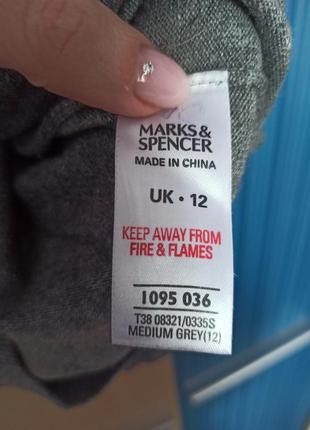 MARKS&
SPENCER
MADE IN CHINA
UK • 12
KEEP AWAY FROM
FIRE & FLAMES
1095 036
T38 08321/0335S
MEDIUM GREY(12)